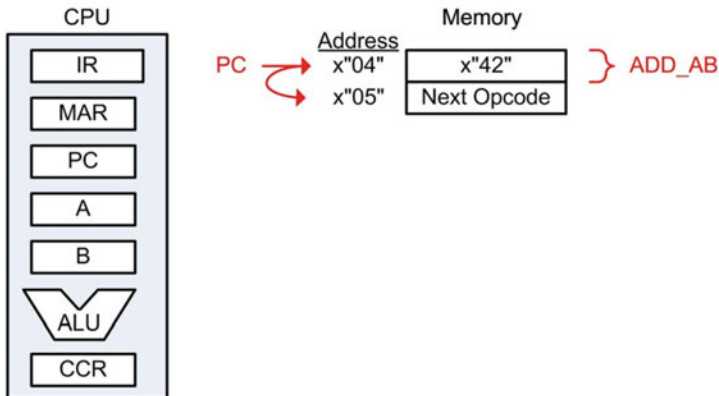 CPU
IR
MAR
PC
A
B
ALU
CCR
Memory
Address
PC x"04" x"42" ADD_AB
x"05" Next Opcode